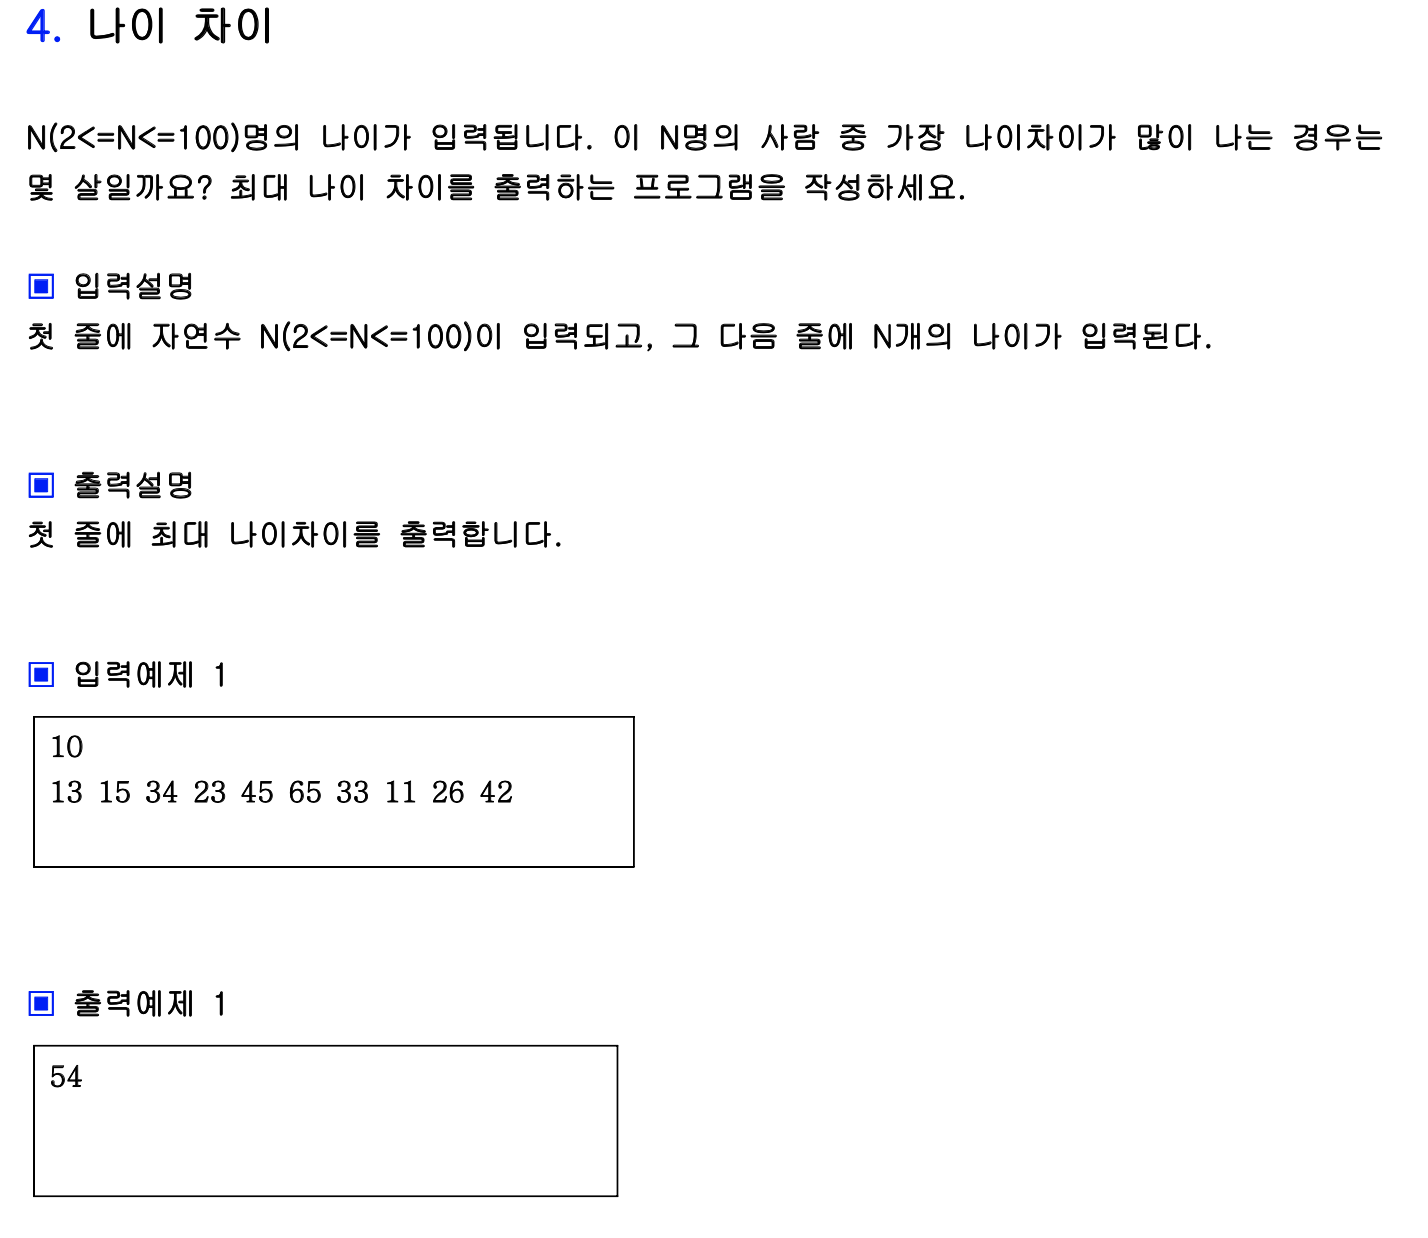 4. 나이 차이
N(2<=N<=100)명의 나이가 입력됩니다. 이 N명의 사람 중 가장 나이차이가 많이 나는 경우는
몇 살일까요? 최대 나이 차이를 출력하는 프로그램을 작성하세요.
▣ 입력설명
첫 줄에 자연수 N(2<=N<=100)이 입력되고, 그 다음 줄에 N개의 나이가 입력된다.
▣ 출력설명
첫 줄에 최대 나이차이를 출력합니다.
▣ 입력예제 1
10
13 15 34 23 45 65 33 11 26 42
▣ 출력예제 1
54